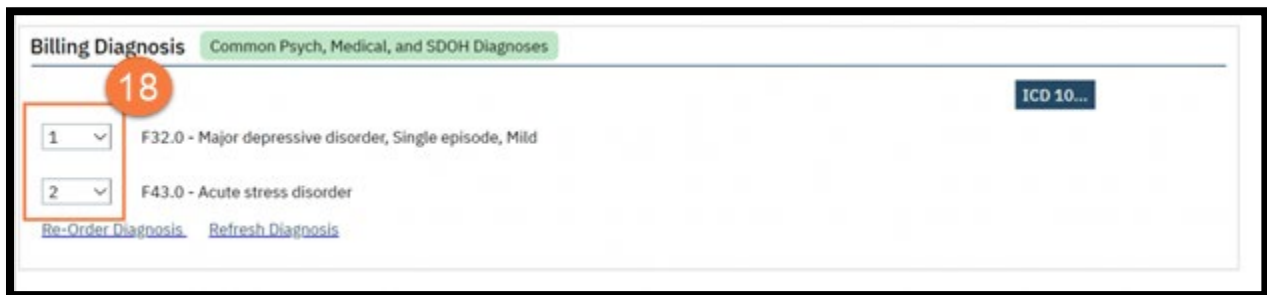 Billing Diagnosis Common Psych, Medical, and SDOH Diagnoses
18
ICD 10...
1 F32.0 - Major depressive disorder, Single episode, Mild
2 F43.0 - Acute stress disorder
Re-Order Diagnosis Refresh Diagnosis